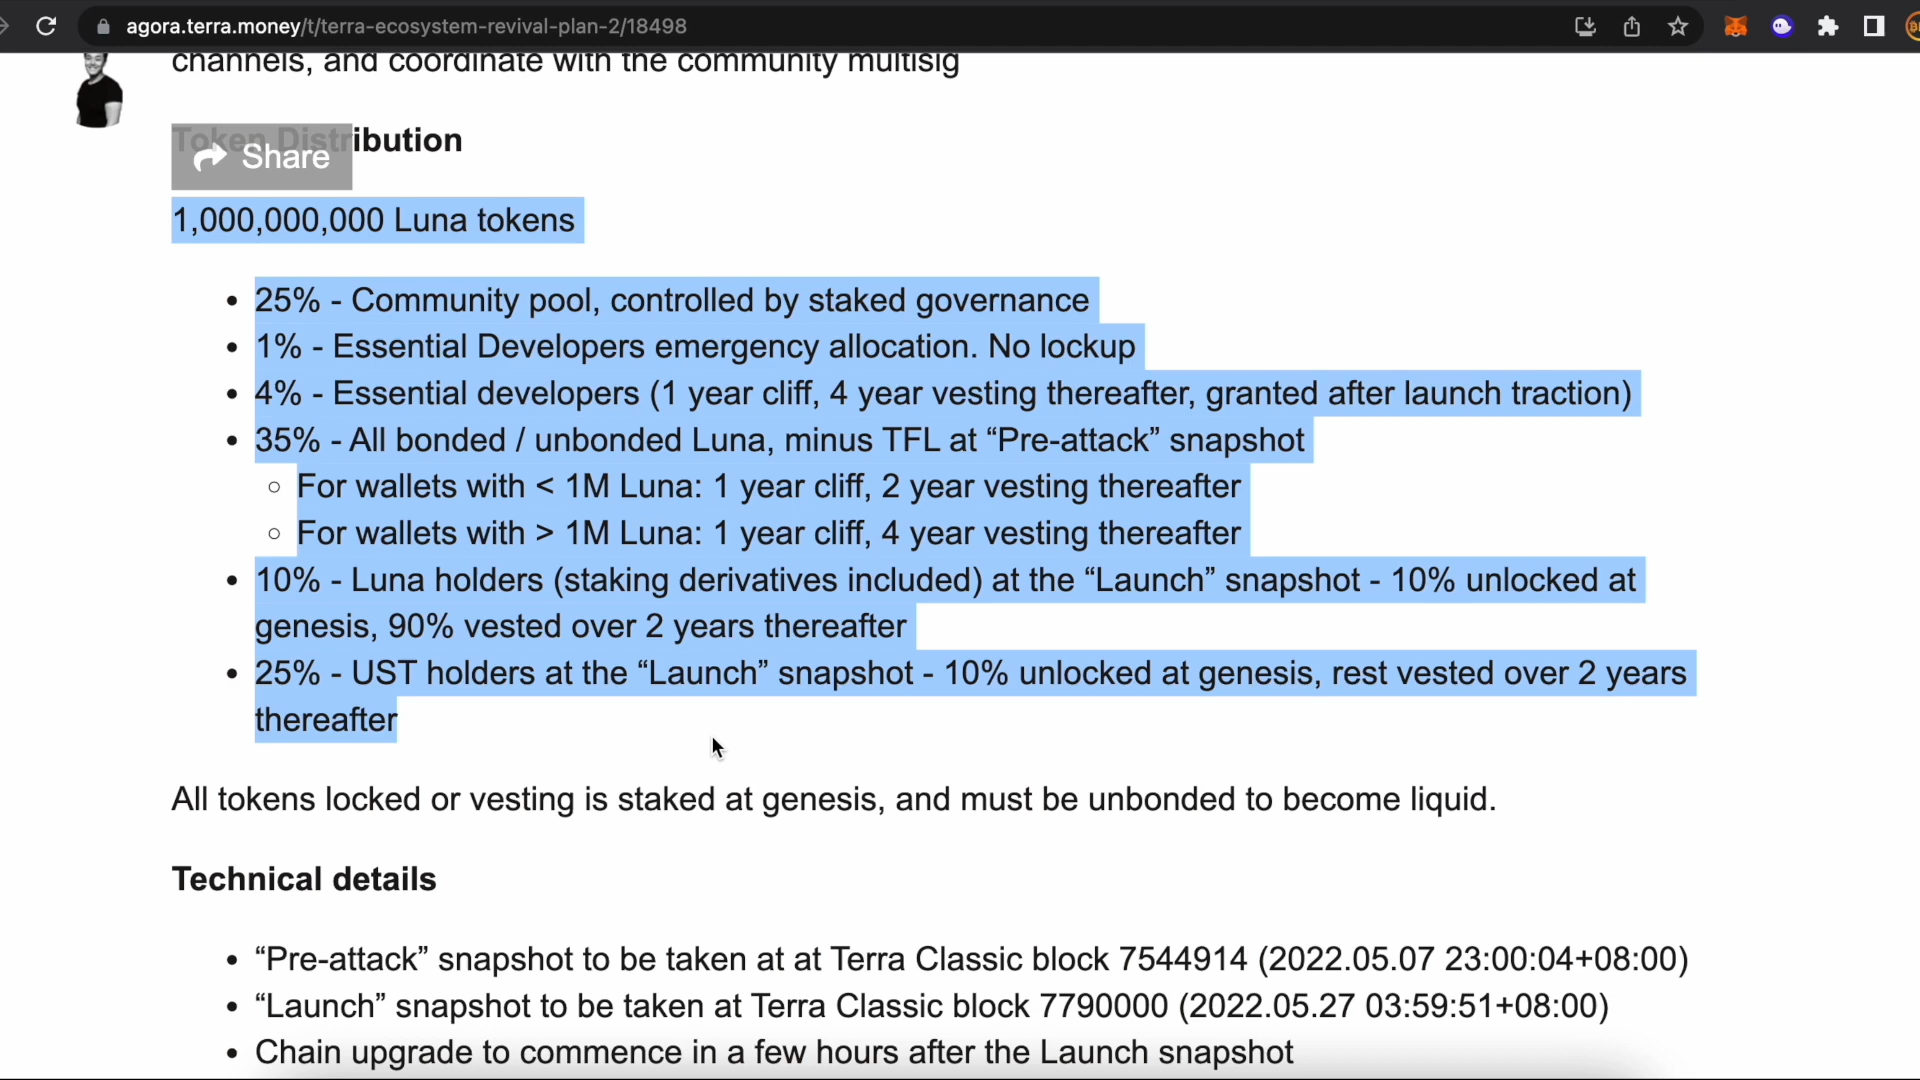 agora.terra.money/t/terra-ecosystem-revival-plan-2/18498
channels, and coordinate with the community multisig
Token Distribution
Share
1,000,000,000 Luna tokens
25% - Community pool, controlled by staked governance
1% - Essential Developers emergency allocation. No lockup
4% - Essential developers (1 year cliff, 4 year vesting thereafter, granted after launch traction)
35% - All bonded / unbonded Luna, minus TFL at “Pre-attack” snapshot
For wallets with < 1M Luna: 1 year cliff, 2 year vesting thereafter
For wallets with > 1M Luna: 1 year cliff, 4 year vesting thereafter
10% - Luna holders (staking derivatives included) at the “Launch” snapshot - 10% unlocked at
genesis, 90% vested over 2 years thereafter
25% - UST holders at the “Launch” snapshot - 10% unlocked at genesis, rest vested over 2 years
thereafter
All tokens locked or vesting is staked at genesis, and must be unbonded to become liquid.
Technical details
“Pre-attack” snapshot to be taken at at Terra Classic block 7544914 (2022.05.07 23:00:04+08:00)
“Launch” snapshot to be taken at Terra Classic block 7790000 (2022.05.27 03:59:51+08:00)
Chain upgrade to commence in a few hours after the Launch snapshot